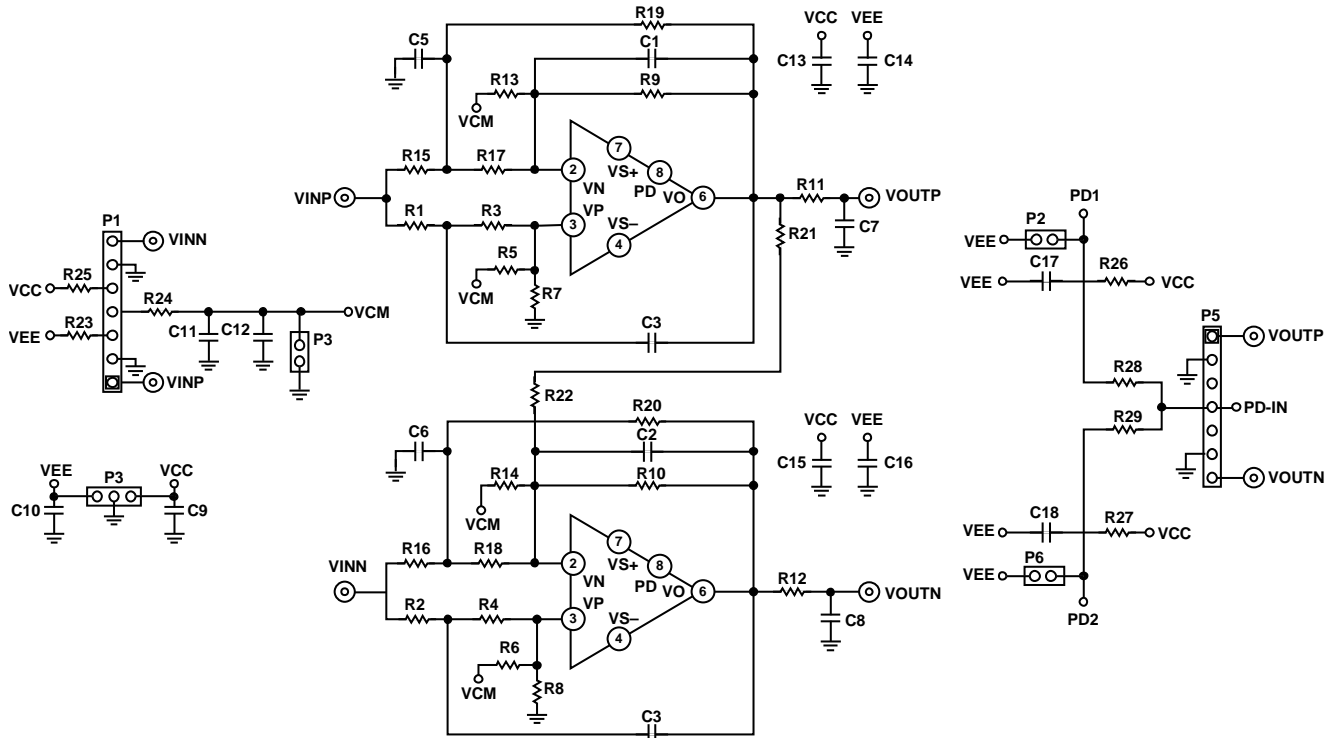 R19
VCC VEE
C5
C1
C13
C14
R13
R9
VCM
R15
R17
7
2
8
VS+
PD
VN
VO
6
R11
VINP
VOUTP
R1
R3
VP
3
VS–
4
C7
R21
R5
VCM
R7
C3
P1
VINN
R25
VCC
R24
VCM
R23
VEE
C11
C12
P3
VINP
PD1
P2
VEE
C17
R26
VEE
VCC
P5
VOUTP
R28
PD-IN
R29
VOUTN
C18
R27
VEE
VCC
P6
VEE
PD2
R22
R20
VCC VEE
C6
C2
C15
C16
R14
R10
VCM
VEE
P3
VCC
C10
C9
R16
R18
7
2
8
VS+
PD
VN
VO
6
R12
VINN
VOUTN
R2
R4
VP
3
VS–
4
C8
R6
VCM
R8
C3